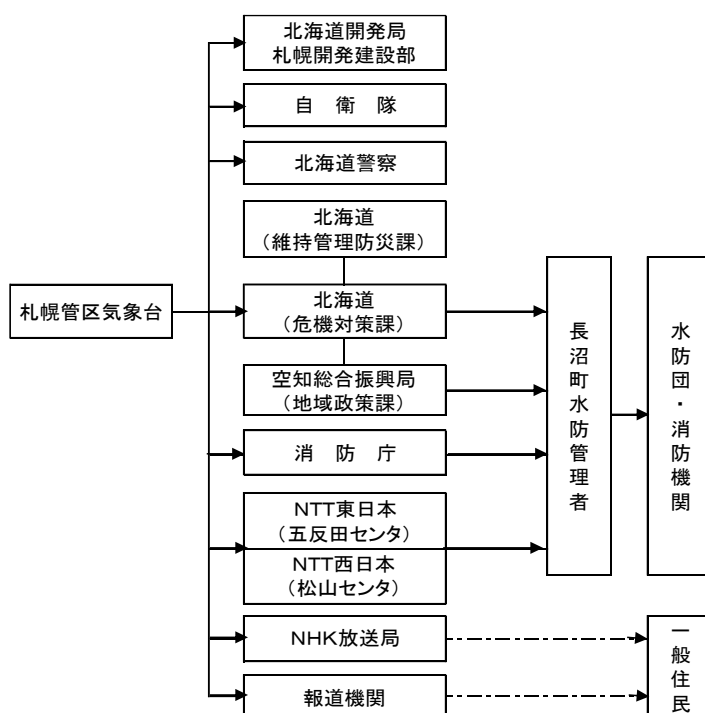 北海道開発局
札幌開発建設部
自　衛　隊
北海道警察
北海道
（維持管理防災課）
札幌管区気象台
北海道
（危機対策課）
空知総合振興局
（地域政策課）
消　防　庁
NTT東日本
（五反田センタ）
NTT西日本
（松山センタ）
NHK放送局
報道機関
長沼町水防管理者
水防団・消防機関
一般住民